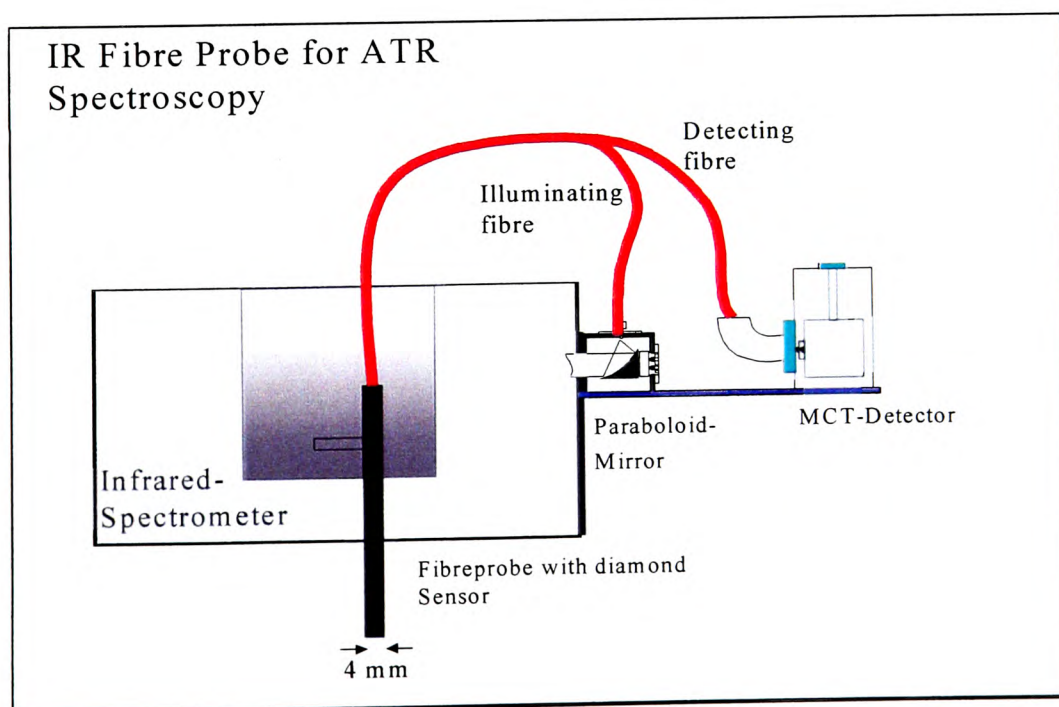 IR Fibre Probe for ATR
Spectroscopy
Detecting
fibre
Illuminating
fibre
Paraboloid-
Mirror
MCT-Detector
Infrared-
Spectrometer
Fibreprobe with diamond
Sensor
4 mm